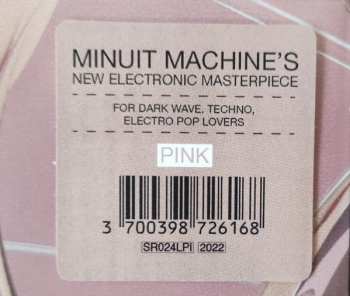 MINUIT MACHINE'S
NEW ELECTRONIC MASTERPIECE
FOR DARK WAVE, TECHNO,
ELECTRO POP LOVERS
PINK
3 700398 726168
SR024LPI 2022